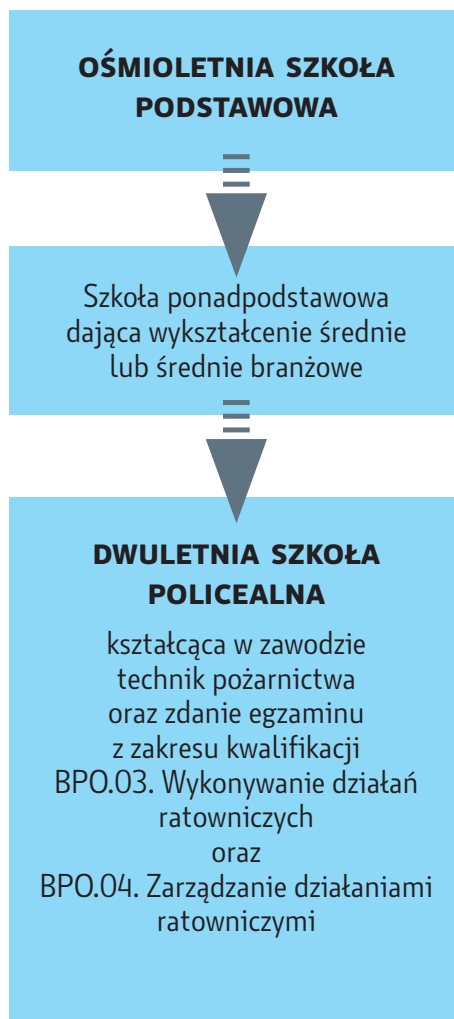 OŚMIOLETNIA SZKOŁA
PODSTAWOWA
Szkoła ponadpodstawowa
dająca wykształcenie średnie
lub średnie branżowe
DWULETNIA SZKOŁA
POLICEALNA
kształcąca w zawodzie
technik pożarnictwa
oraz zdanie egzaminu
z zakresu kwalifikacji
BPO.03. Wykonywanie działań
ratowniczych
oraz
BPO.04. Zarządzanie działaniami
ratowniczymi